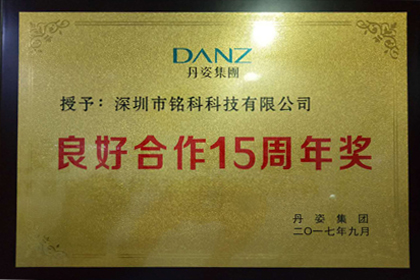 DANZ
丹姿集團
授予：深圳市铭科科技有限公司
良好合作15周年奖
丹姿集团
二〇一七年九月